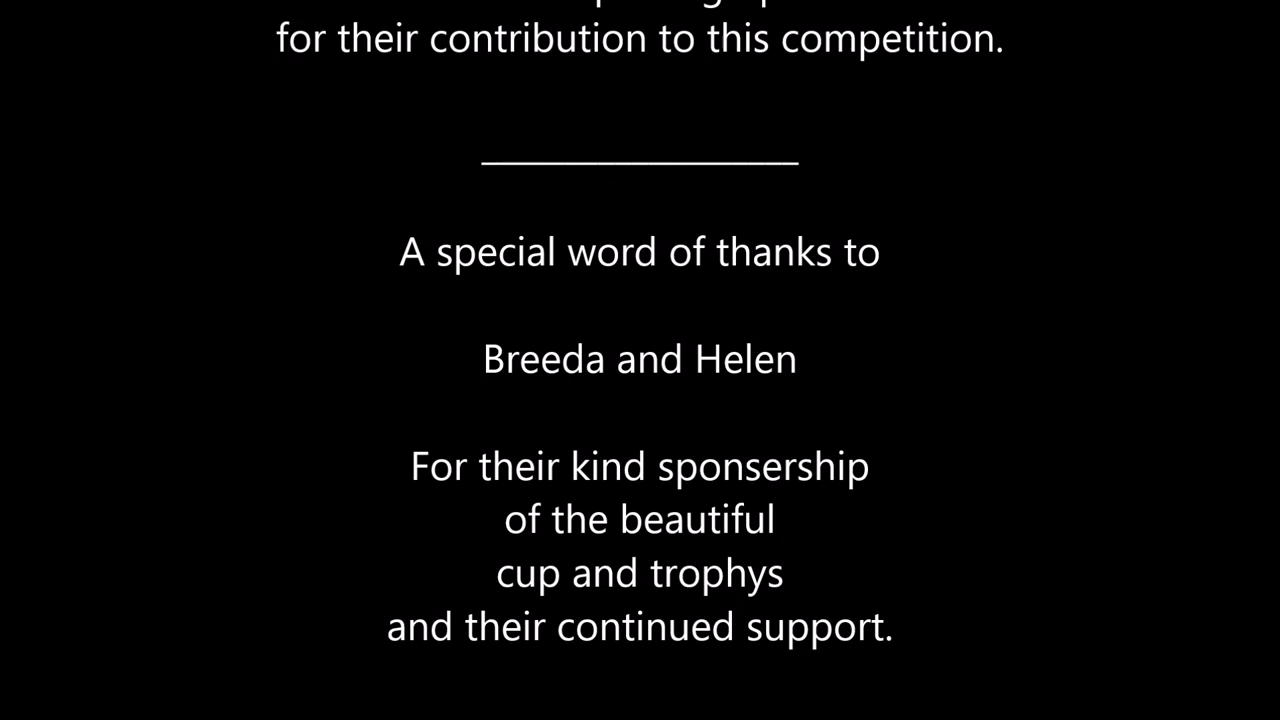 for their contribution to this competition.
A special word of thanks to
Breeda and Helen
For their kind sponsership
of the beautiful
cup and trophys
and their continued support.